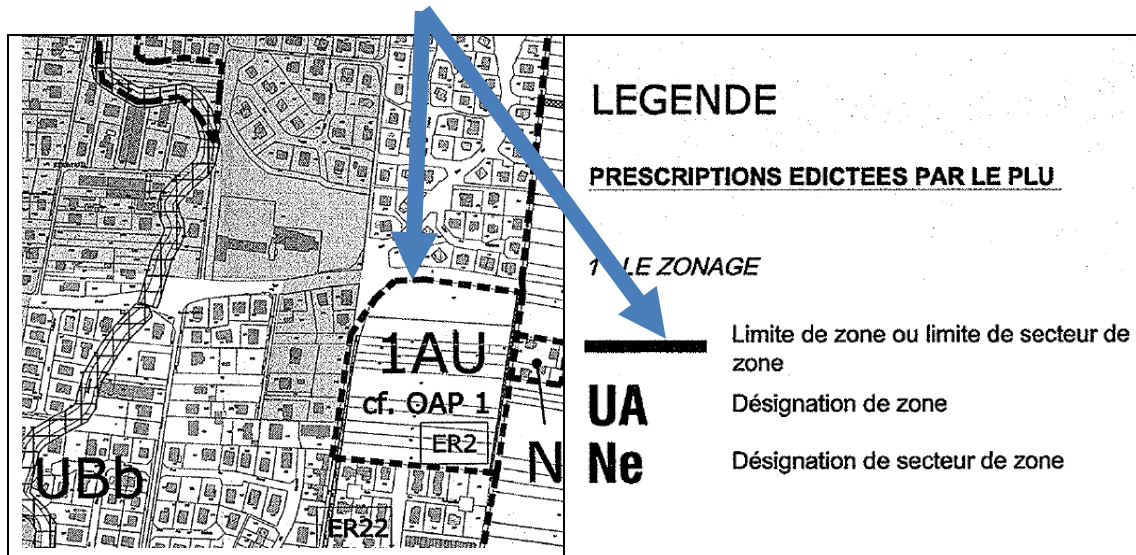 1AU
cf. OAP 1
ER2
N
UBb
ER22
LEGENDE
PRESCRIPTIONS EDICTEES PAR LE PLU
1 LE ZONAGE
Limite de zone ou limite de secteur de
zone
UA Désignation de zone
Ne Désignation de secteur de zone